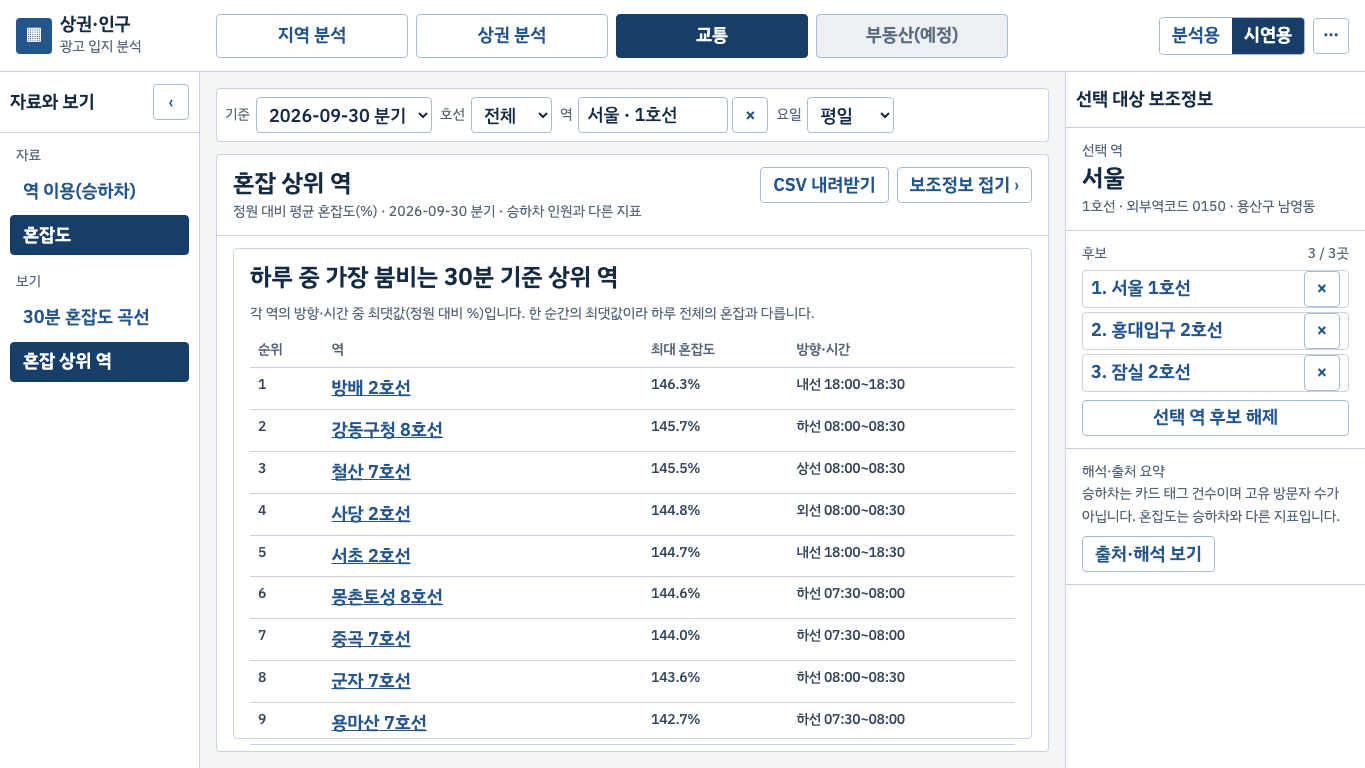 상권·인구
광고 입지 분석
지역 분석
상권 분석
교통
부동산(예정)
분석용 시연용 ···
자료와 보기 ‹
자료
역 이용(승하차)
혼잡도
보기
30분 혼잡도 곡선
혼잡 상위 역
기준 2026-09-30 분기 호선 전체 역 서울 · 1호선 × 요일 평일
혼잡 상위 역
정원 대비 평균 혼잡도(%) · 2026-09-30 분기 · 승하차 인원과 다른 지표
CSV 내려받기 보조정보 접기 ›
하루 중 가장 붐비는 30분 기준 상위 역
각 역의 방향·시간 중 최댓값(정원 대비 %)입니다. 한 순간의 최댓값이라 하루 전체의 혼잡과 다릅니다.
순위 역 최대 혼잡도 방향·시간
1 방배 2호선 146.3% 내선 18:00~18:30
2 강동구청 8호선 145.7% 하선 08:00~08:30
3 철산 7호선 145.5% 상선 08:00~08:30
4 사당 2호선 144.8% 외선 08:00~08:30
5 서초 2호선 144.7% 내선 18:00~18:30
6 몽촌토성 8호선 144.6% 하선 07:30~08:00
7 중곡 7호선 144.0% 하선 07:30~08:00
8 군자 7호선 143.6% 하선 08:00~08:30
9 용마산 7호선 142.7% 하선 07:30~08:00
선택 대상 보조정보
선택 역
서울
1호선 · 외부역코드 0150 · 용산구 남영동
후보 3 / 3곳
1. 서울 1호선 ×
2. 홍대입구 2호선 ×
3. 잠실 2호선 ×
선택 역 후보 해제
해석·출처 요약
승하차는 카드 태그 건수이며 고유 방문자 수가
아닙니다. 혼잡도는 승하차와 다른 지표입니다.
출처·해석 보기